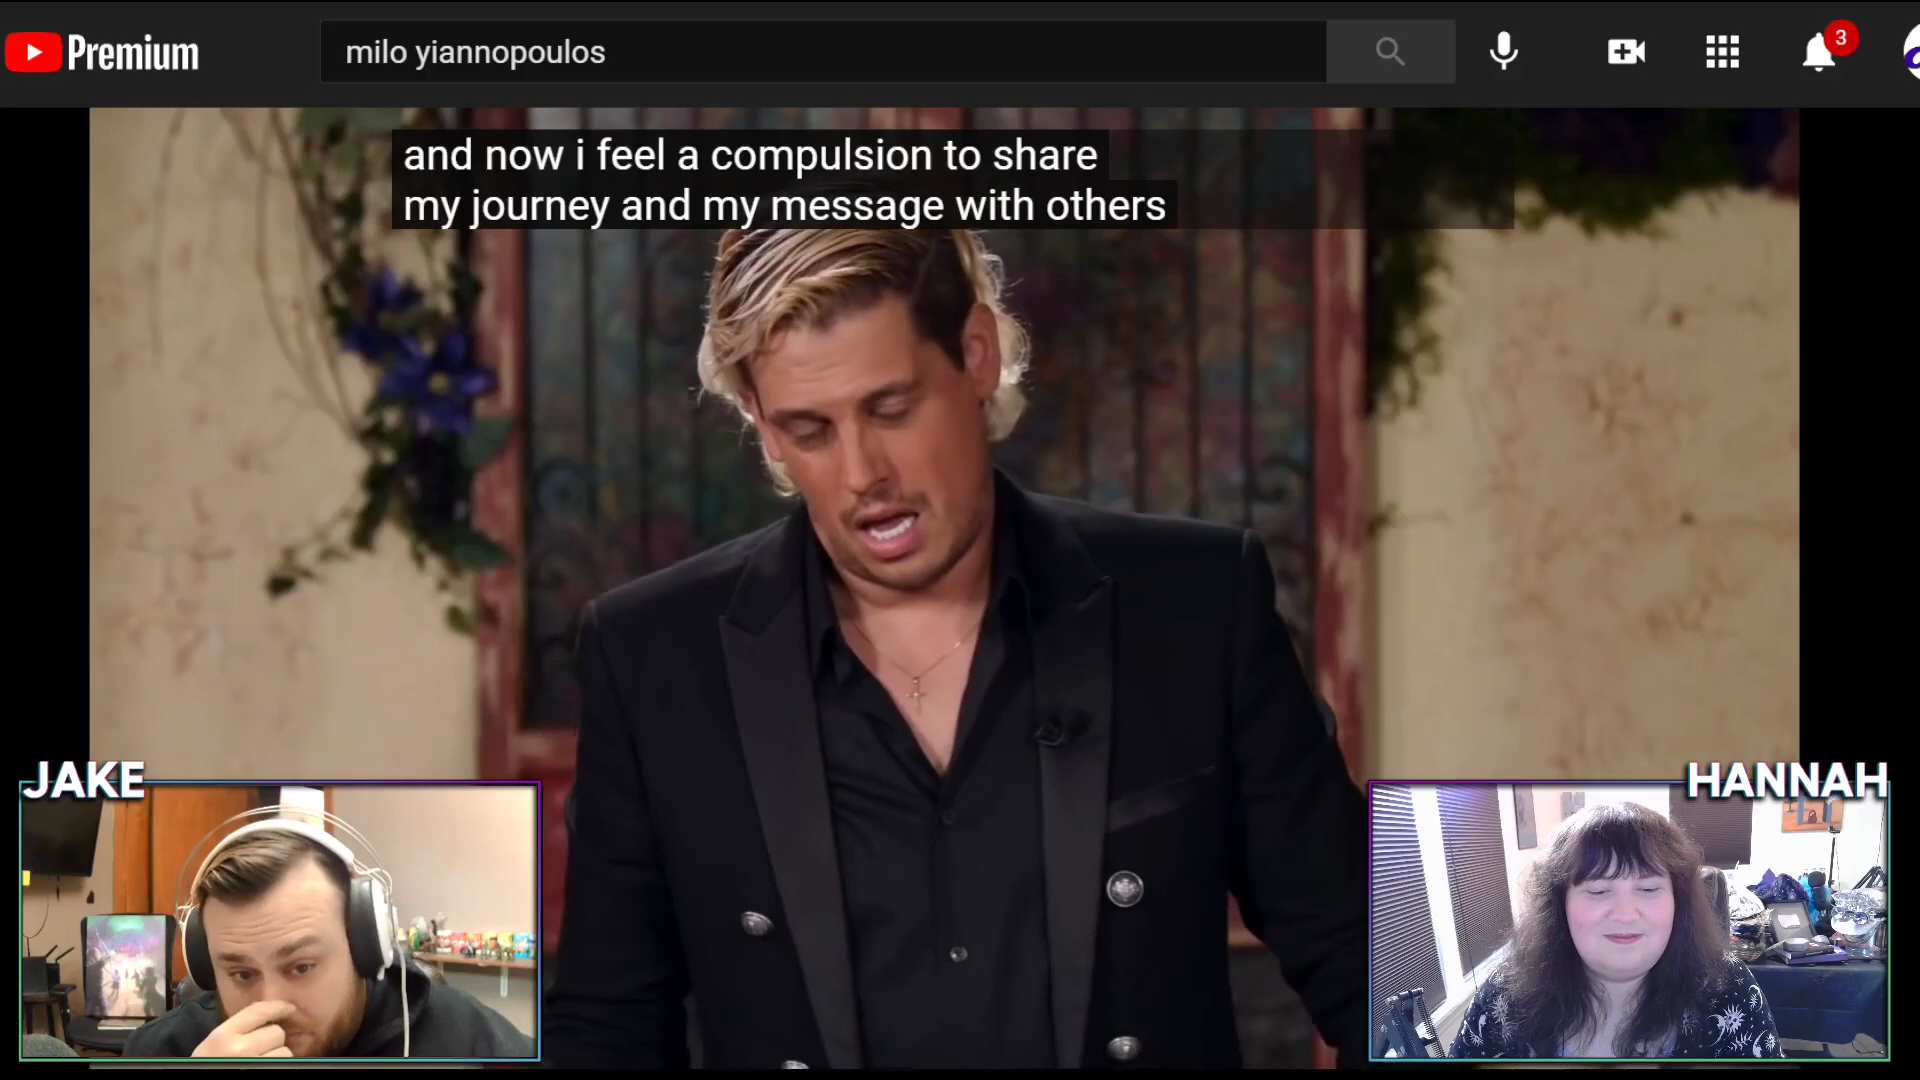 Premium
milo yiannopoulos
3
and now i feel a compulsion to share
my journey and my message with others
JAKE
HANNAH